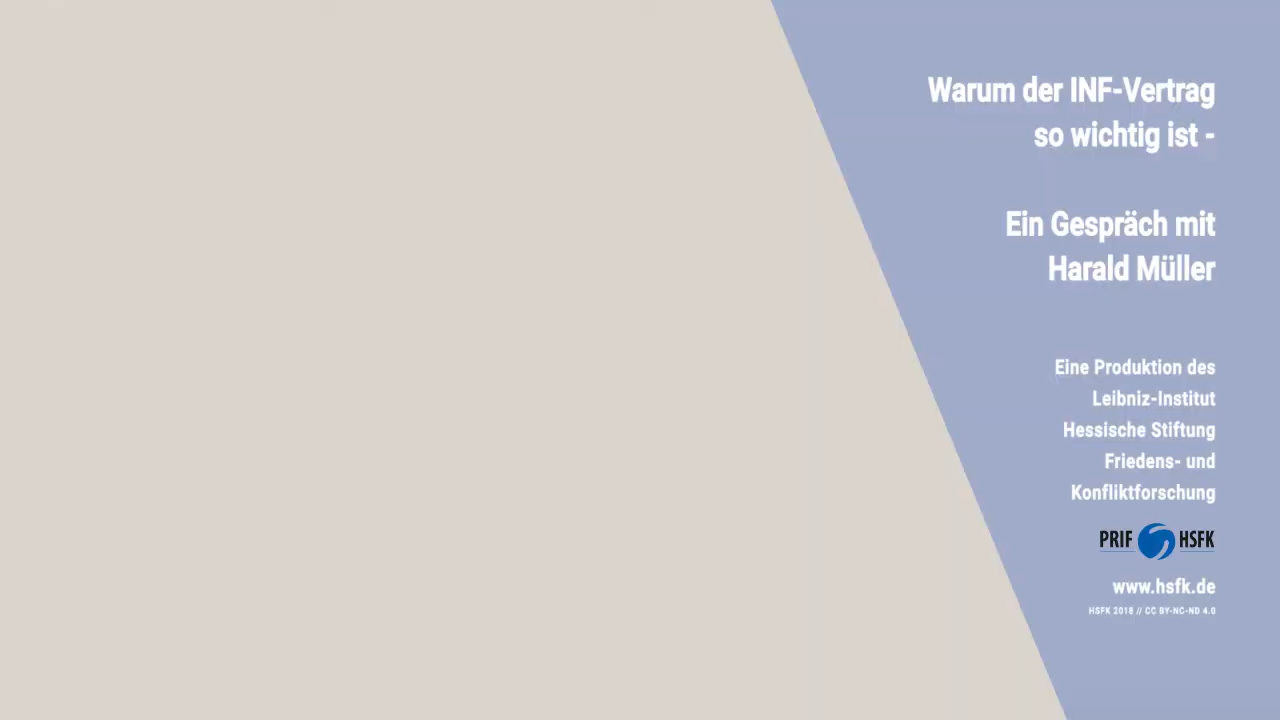 Warum der INF-Vertrag
so wichtig ist -
Ein Gespräch mit
Harald Müller
Eine Produktion des
Leibniz-Institut
Hessische Stiftung
Friedens- und
Konfliktforschung
PRIF HSFK
www.hsfk.de
HSFK 2018 // CC BY-NC-ND 4.0